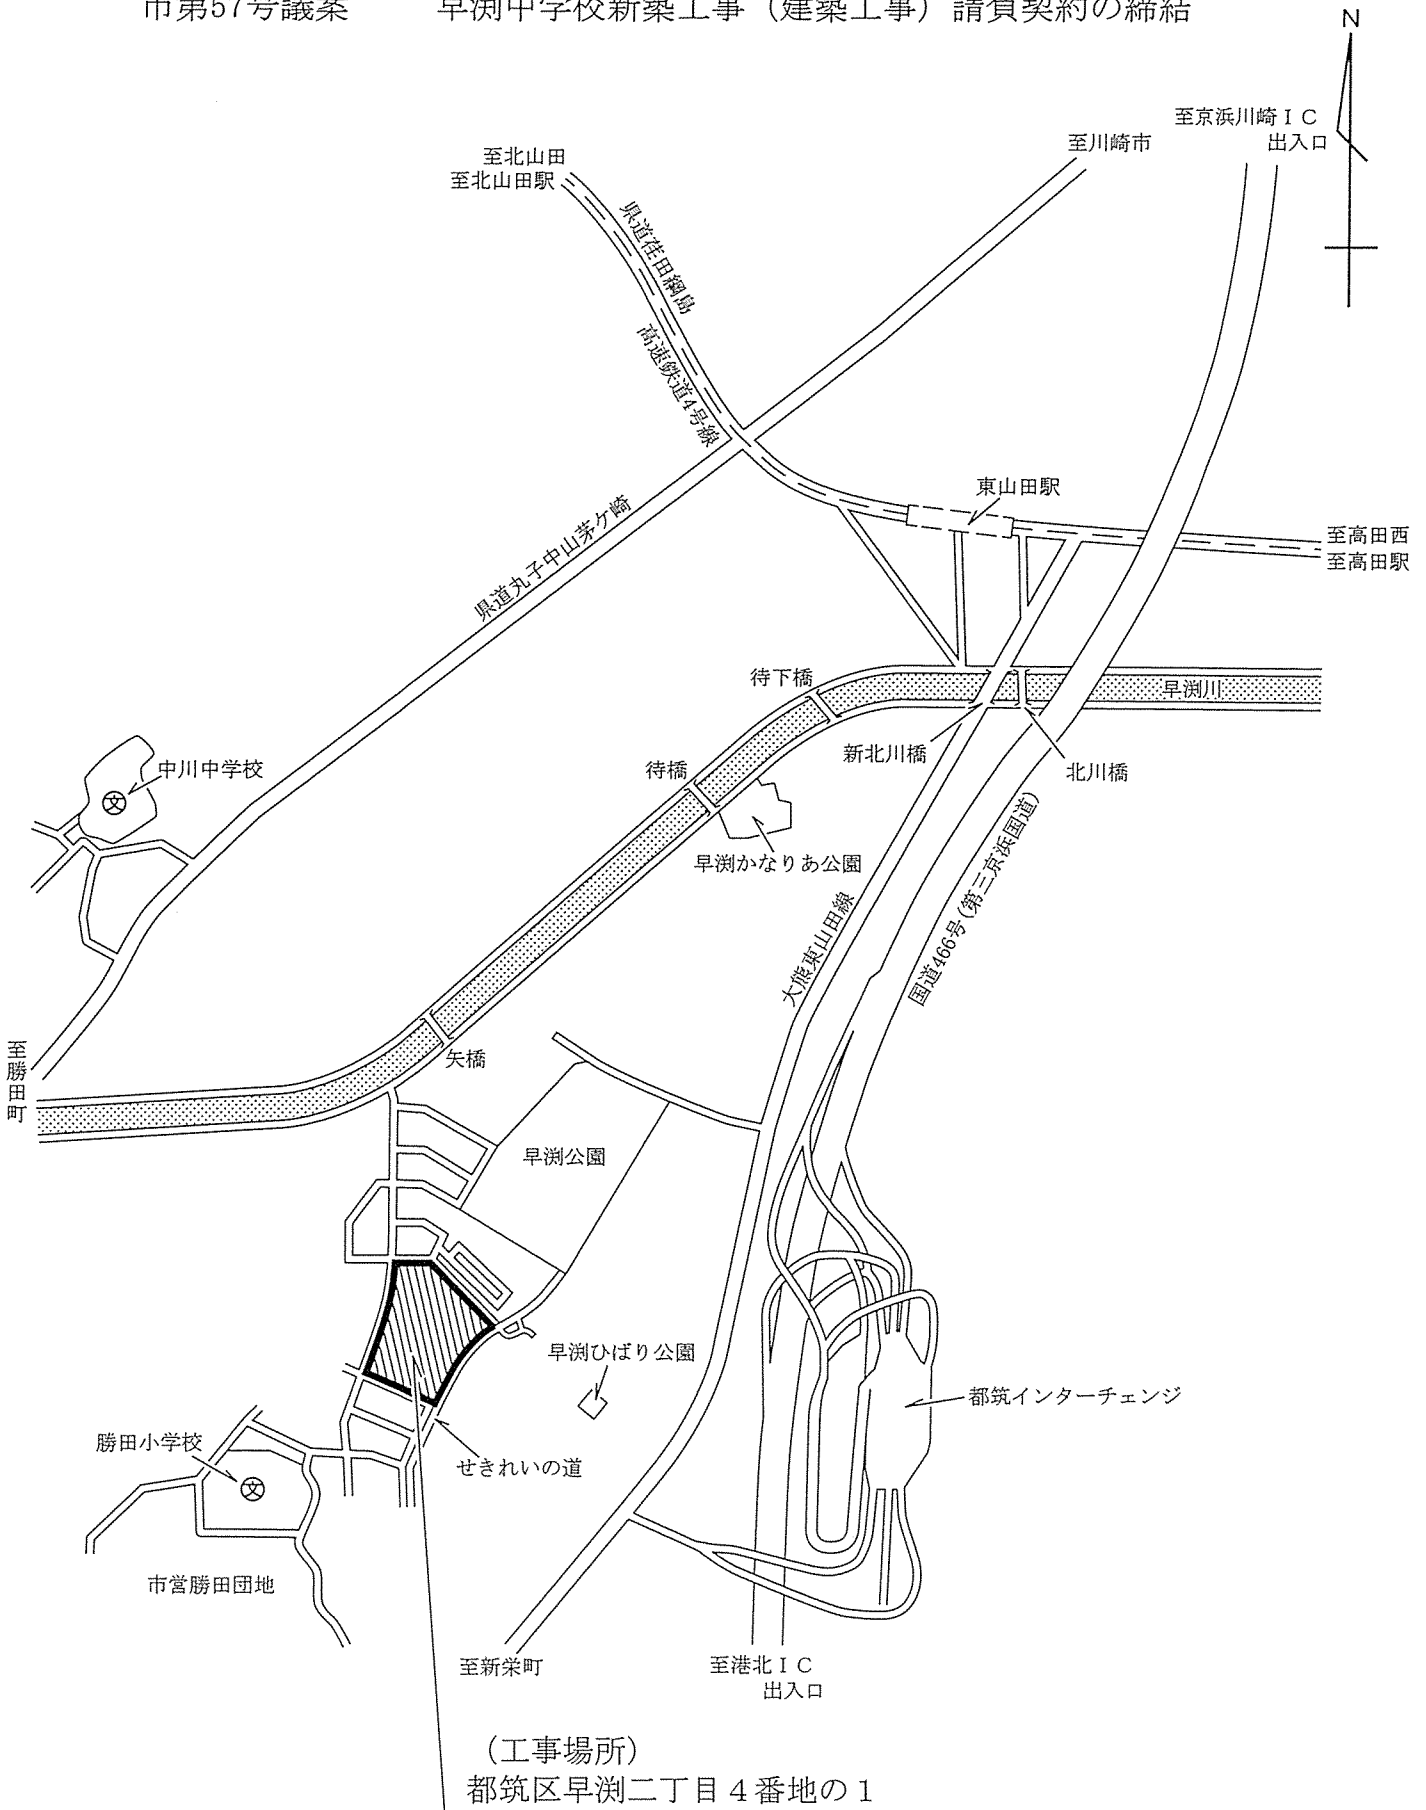 市第57号議案　早渕中学校新築工事（建築工事）請負契約の締結
N
至京浜川崎ＩＣ
出入口
至川崎市
至北山田
至北山田駅
県道荏田綱島
高速鉄道4号線
東山田駅
至高田西
至高田駅
県道丸子中山茅ケ崎
待下橋
早渕川
新北川橋
北川橋
中川中学校
文
待橋
早渕かなりあ公園
大熊東山田線
国道466号(第三京浜国道)
至勝田町
矢橋
早渕公園
早渕ひばり公園
都筑インターチェンジ
勝田小学校
文
せきれいの道
市営勝田団地
至新栄町
至港北ＩＣ
出入口
（工事場所）
都筑区早渕二丁目４番地の１